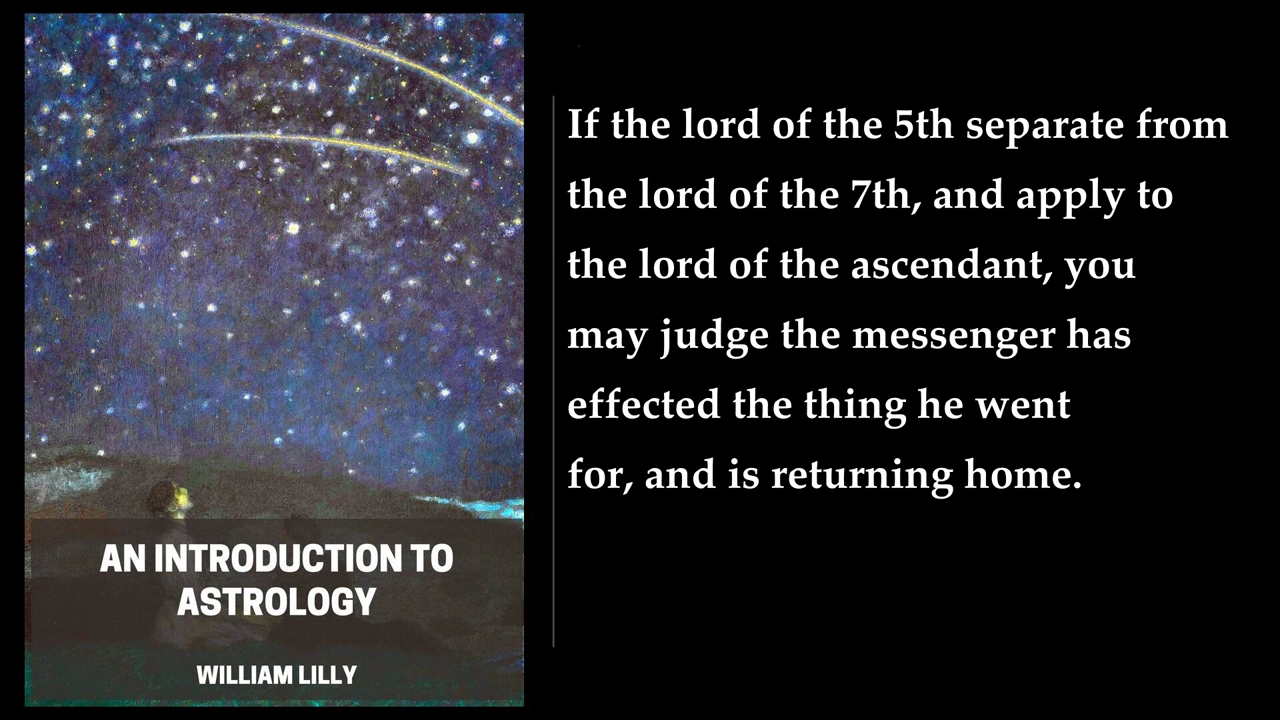 AN INTRODUCTION TO
ASTROLOGY
WILLIAM LILLY
If the lord of the 5th separate from
the lord of the 7th, and apply to
the lord of the ascendant, you
may judge the messenger has
effected the thing he went
for, and is returning home.